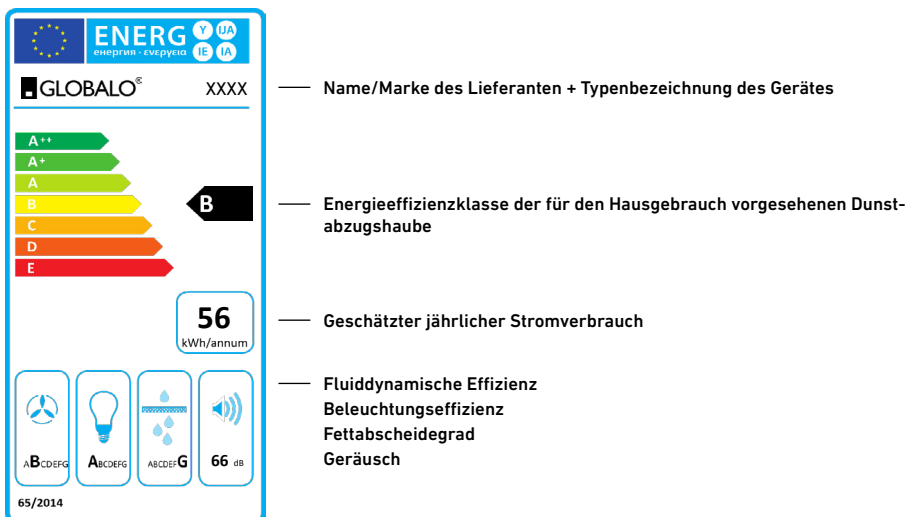 ENERG Y IJA
енергия · ενεργεια IE IA
GLOBALO® XXXX
Name/Marke des Lieferanten + Typenbezeichnung des Gerätes
A++
A+
A
B
B
C
D
E
Energieeffizienzklasse der für den Hausgebrauch vorgesehenen Dunst-
abzugshaube
56
kWh/annum
Geschätzter jährlicher Stromverbrauch
Fluiddynamische Effizienz
Beleuchtungseffizienz
Fettabscheidegrad
Geräusch
ABCDEFG
ABCDEFG
ABCDEFG
66 dB
65/2014